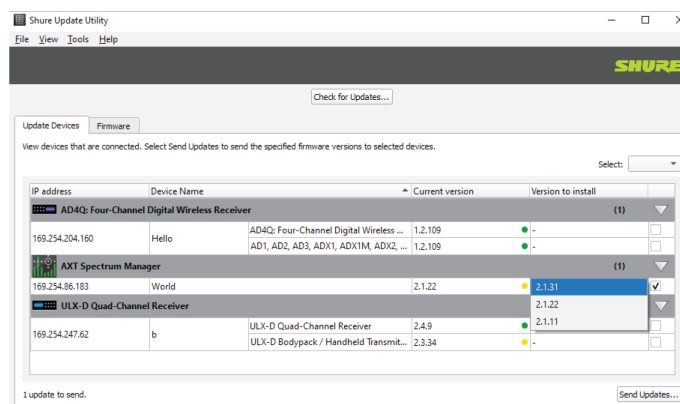 Shure Update Utility
File View Tools Help
SHURE
Check for Updates...
Update Devices Firmware
View devices that are connected. Select Send Updates to send the specified firmware versions to selected devices.
Select:
IP address Device Name Current version Version to install
AD4Q: Four-Channel Digital Wireless Receiver (1)
169.254.204.160 Hello AD4Q: Four-Channel Digital Wireless ... 1.2.109 -
AD1, AD2, AD3, ADX1, ADX1M, ADX2, ... 1.2.109 -
AXT Spectrum Manager (1)
169.254.86.183 World 2.1.22 2.1.31
2.1.22
2.1.11
ULX-D Quad-Channel Receiver
169.254.247.62 b ULX-D Quad-Channel Receiver 2.4.9
ULX-D Bodypack / Handheld Transmit... 2.3.34 -
1 update to send.
Send Updates...